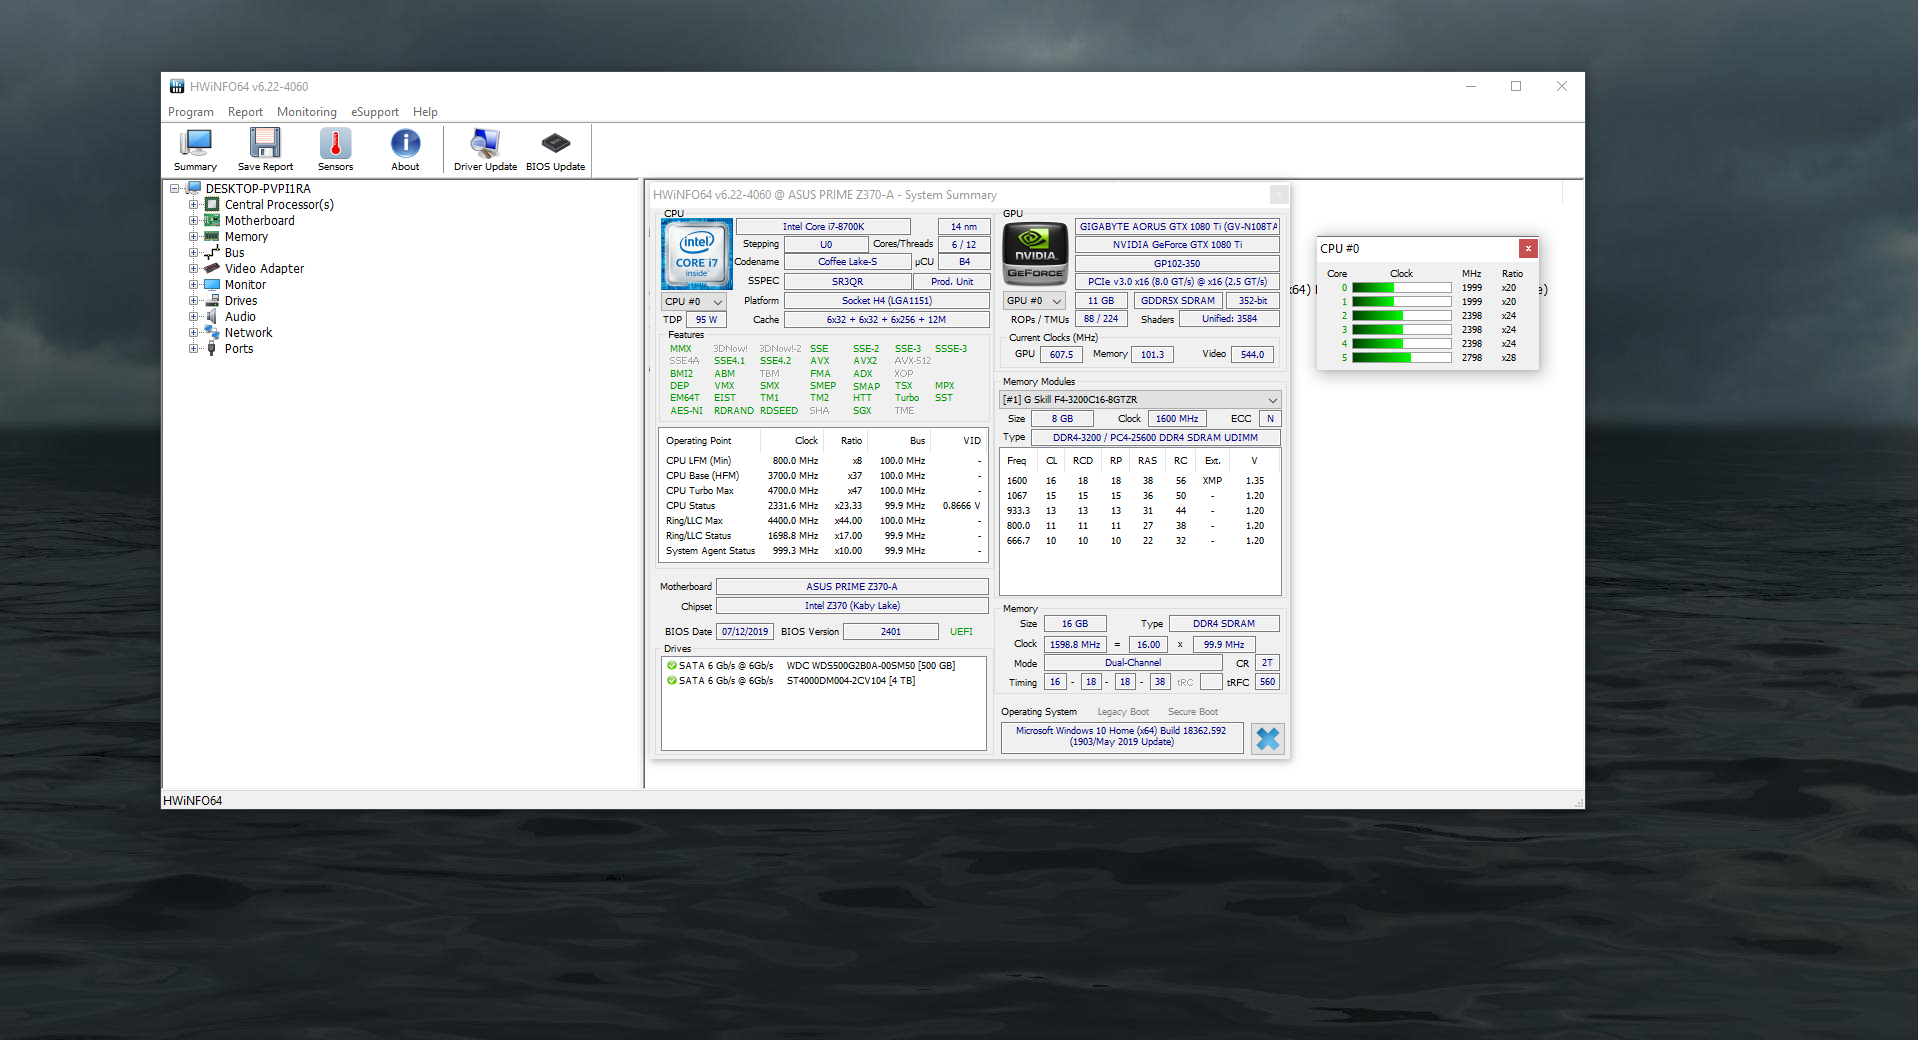 HWiNFO64 v6.22-4060
Program Report Monitoring eSupport Help
Summary Save Report Sensors About Driver Update BIOS Update
DESKTOP-PVPI1RA
Central Processor(s)
Motherboard
Memory
Bus
Video Adapter
Monitor
Drives
Audio
Network
Ports
HWiNFO64
HWiNFO64 v6.22-4060 @ ASUS PRIME Z370-A - System Summary
CPU
intel
CORE i7
inside
Intel Core i7-8700K 14 nm
Stepping U0 Cores/Threads 6 / 12
Codename Coffee Lake-S µCU B4
SSPEC SR3QR Prod. Unit
CPU #0 Platform Socket H4 (LGA1151)
TDP 95 W Cache 6x32 + 6x32 + 6x256 + 12M
Features
MMX 3DNow! 3DNow!-2 SSE SSE-2 SSE-3 SSSE-3
SSE4A SSE4.1 SSE4.2 AVX AVX2 AVX-512
BMI2 ABM TBM FMA ADX XOP
DEP VMX SMX SMEP SMAP TSX MPX
EM64T EIST TM1 TM2 HTT Turbo SST
AES-NI RDRAND RDSEED SHA SGX TME
Operating Point Clock Ratio Bus VID
CPU LFM (Min) 800.0 MHz x8 100.0 MHz -
CPU Base (HFM) 3700.0 MHz x37 100.0 MHz -
CPU Turbo Max 4700.0 MHz x47 100.0 MHz -
CPU Status 2331.6 MHz x23.33 99.9 MHz 0.8666 V
Ring/LLC Max 4400.0 MHz x44.00 100.0 MHz -
Ring/LLC Status 1698.8 MHz x17.00 99.9 MHz -
System Agent Status 999.3 MHz x10.00 99.9 MHz -
Motherboard ASUS PRIME Z370-A
Chipset Intel Z370 (Kaby Lake)
BIOS Date 07/12/2019 BIOS Version 2401 UEFI
Drives
SATA 6 Gb/s @ 6Gb/s WDC WDS500G2B0A-00SM50 [500 GB]
SATA 6 Gb/s @ 6Gb/s ST4000DM004-2CV104 [4 TB]
GPU
NVIDIA
GEFORCE
GIGABYTE AORUS GTX 1080 Ti (GV-N108TA
NVIDIA GeForce GTX 1080 Ti
GP102-350
PCIe v3.0 x16 (8.0 GT/s) @ x16 (2.5 GT/s)
GPU #0 11 GB GDDR5X SDRAM 352-bit
ROPs / TMUs 88 / 224 Shaders Unified: 3584
Current Clocks (MHz)
GPU 607.5 Memory 101.3 Video 544.0
Memory Modules
[#1] G Skill F4-3200C16-8GTZR
Size 8 GB Clock 1600 MHz ECC N
Type DDR4-3200 / PC4-25600 DDR4 SDRAM UDIMM
Freq CL RCD RP RAS RC Ext. V
1600 16 18 18 38 56 XMP 1.35
1067 15 15 15 36 50 - 1.20
933.3 13 13 13 31 44 - 1.20
800.0 11 11 11 27 38 - 1.20
666.7 10 10 10 22 32 - 1.20
Memory
Size 16 GB Type DDR4 SDRAM
Clock 1598.8 MHz = 16.00 x 99.9 MHz
Mode Dual-Channel CR 2T
Timing 16 - 18 - 18 - 38 tRC tRFC 560
Operating System Legacy Boot Secure Boot
Microsoft Windows 10 Home (x64) Build 18362.592
(1903/May 2019 Update)
CPU #0
Core Clock MHz Ratio
0 1999 x20
1 1999 x20
2 2398 x24
3 2398 x24
4 2398 x24
5 2798 x28
x64)
e)